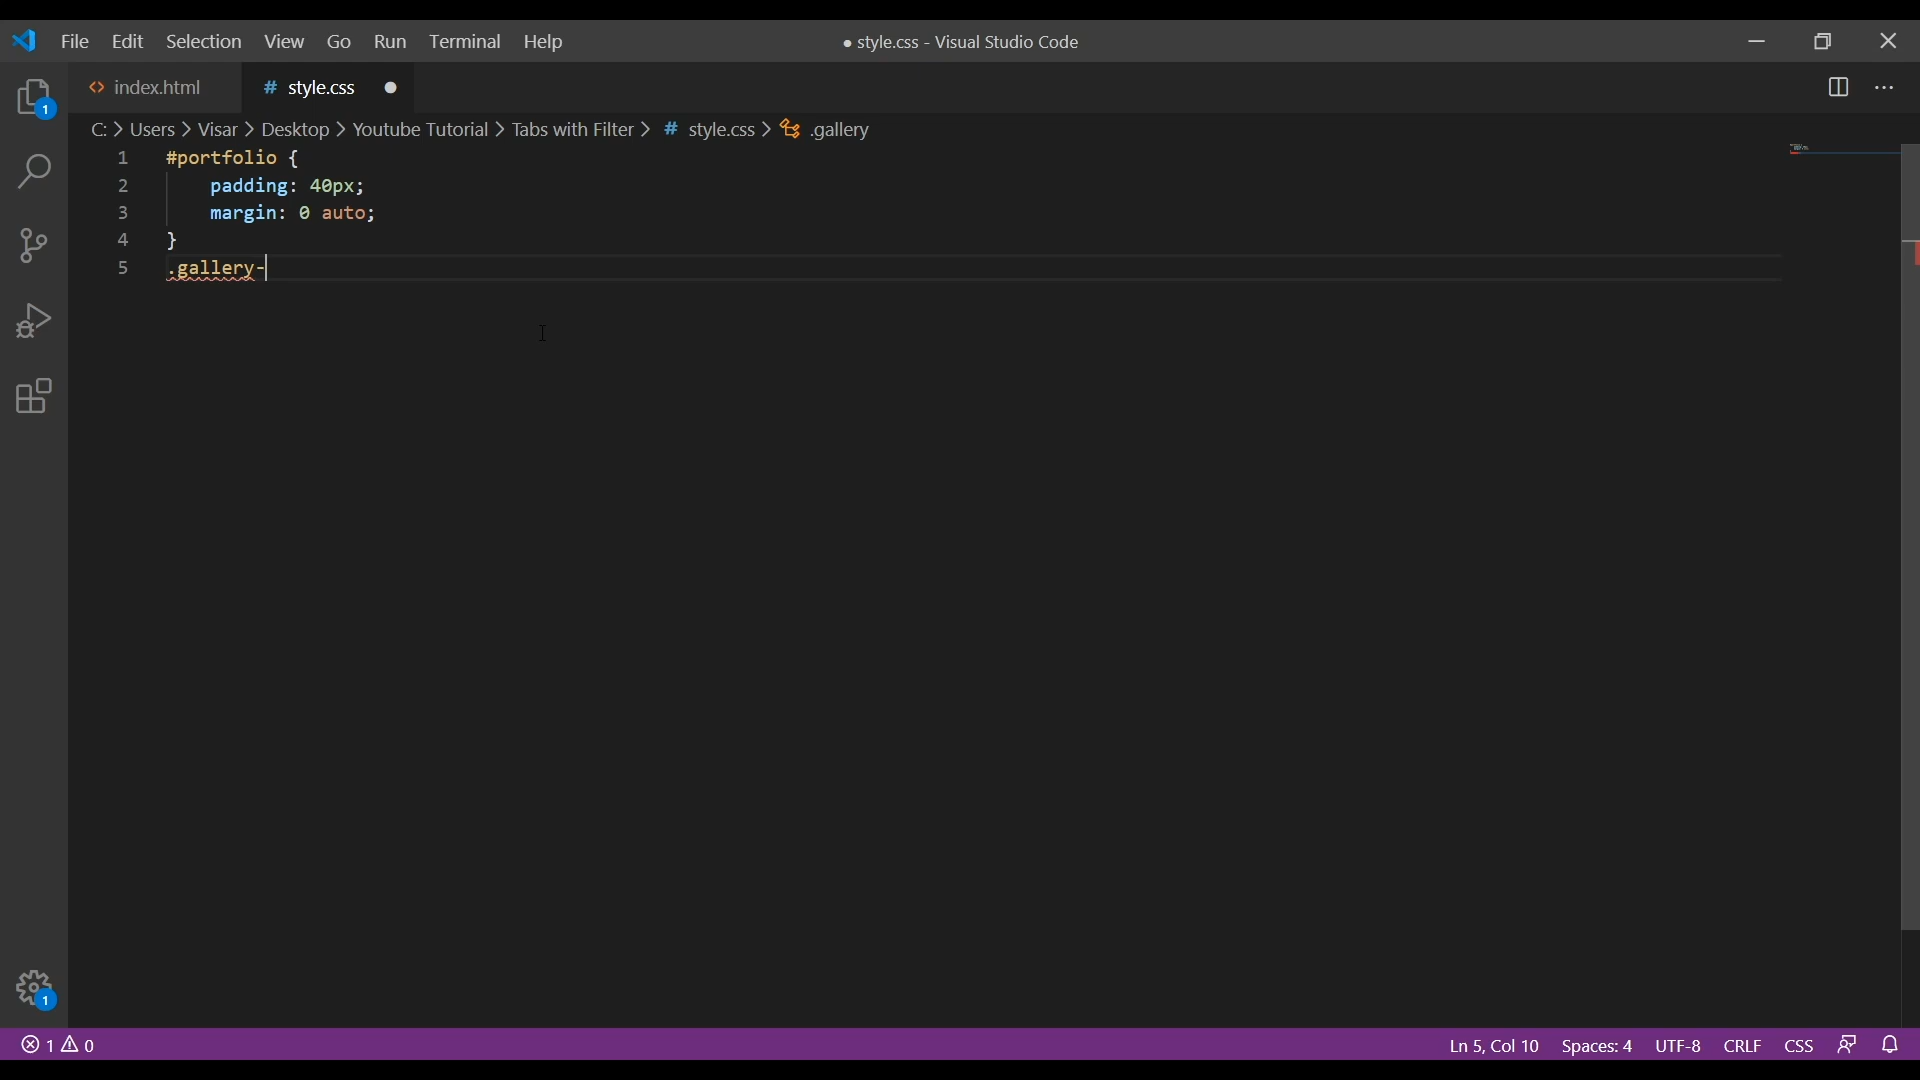 File Edit Selection View Go Run Terminal Help ● style.css - Visual Studio Code
1 <> index.html # style.css ●
C: > Users > Visar > Desktop > Youtube Tutorial > Tabs with Filter > # style.css > .gallery
1 #portfolio {
2 padding: 40px;
3 margin: 0 auto;
4 }
5 .gallery-
1
1 0 Ln 5, Col 10 Spaces: 4 UTF-8 CRLF CSS